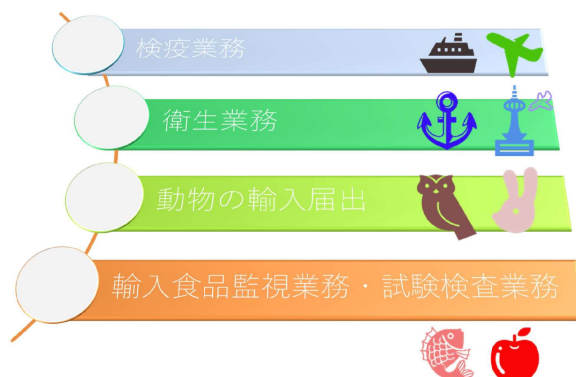 検疫業務
衛生業務
動物の輸入届出
輸入食品監視業務・試験検査業務